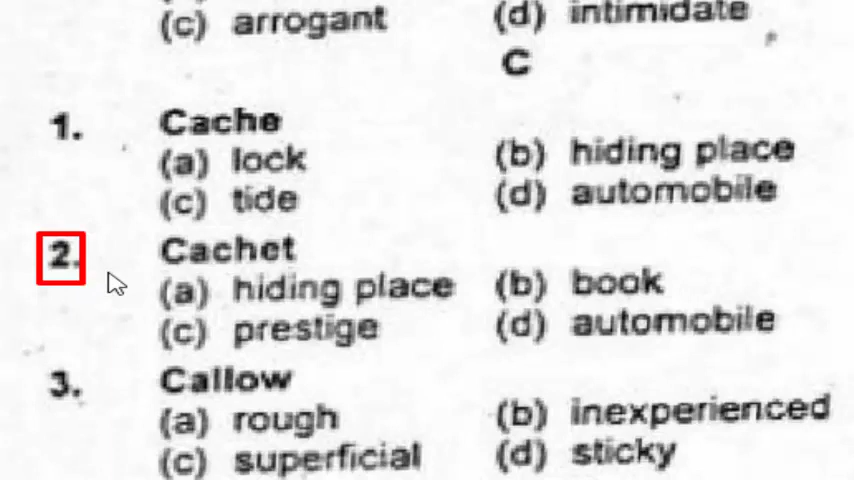 (c) arrogant (d) intimidate
C
1. Cache
(a) lock (b) hiding place
(c) tide (d) automobile
2. Cachet
(a) hiding place (b) book
(c) prestige (d) automobile
3. Callow
(a) rough (b) inexperienced
(c) superficial (d) sticky